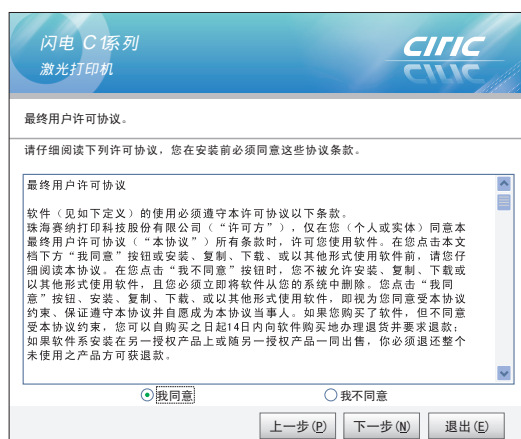 闪电 C1系列
激光打印机
CIRIC
最终用户许可协议。
请仔细阅读下列许可协议，您在安装前必须同意这些协议条款。
最终用户许可协议
软件（见如下定义）的使用必须遵守本许可协议以下条款。
珠海赛纳打印科技股份有限公司（“许可方”），仅在您（个人或实体）同意本
最终用户许可协议（“本协议”）所有条款时，许可您使用软件。在您点击本文
档下方“我同意”按钮或安装、复制、下载、或以其他形式使用软件前，请您仔
细阅读本协议。在您点击“我不同意”按钮时，您不被允许安装、复制、下载或
以其他形式使用软件，且您必须立即将软件从您的系统中删除。您点击“我同
意”按钮、安装、复制、下载、或以其他形式使用软件，即视为您同意受本协议
约束、保证遵守本协议并自愿成为本协议当事人。如果您购买了软件，但不同意
受本协议约束，您可以自购买之日起14日内向软件购买地办理退货并要求退款；
如果软件系安装在另一授权产品上或随另一授权产品一同出售，你必须退还整个
未使用之产品方可获退款。
我同意 我不同意
上一步(P) 下一步(N) 退出(E)